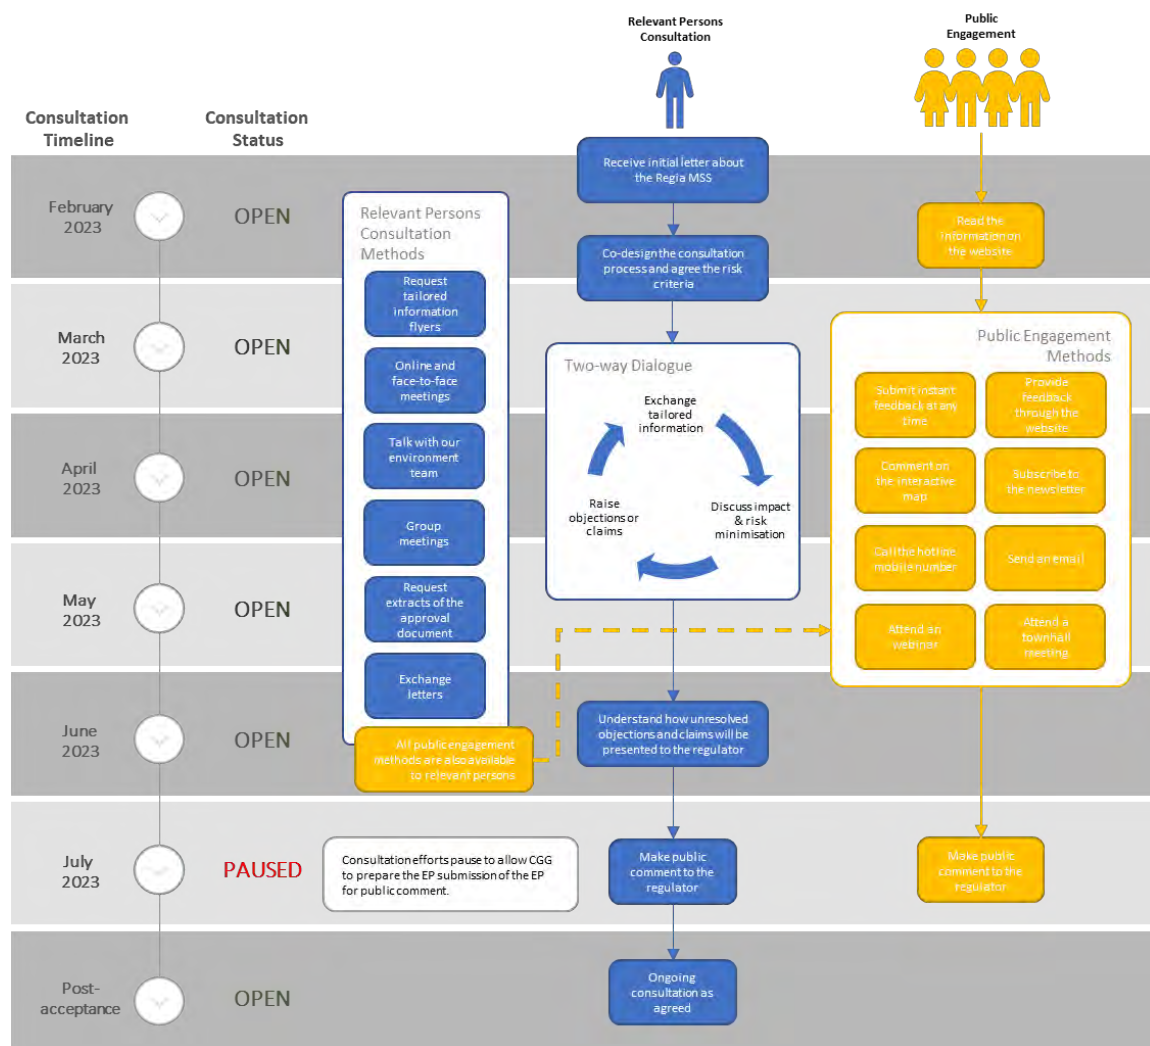 Relevant Persons
Consultation
Public
Engagement
Consultation
Timeline
Consultation
Status
February
2023
OPEN
March
2023
OPEN
April
2023
OPEN
May
2023
OPEN
June
2023
OPEN
July
2023
PAUSED
Post-
acceptance
OPEN
Relevant Persons
Consultation
Methods
Request
tailored
information
flyers
Online and
face-to-face
meetings
Talk with our
environment
team
Group
meetings
Request
extracts of the
approval
document
Exchange
letters
All public engagement
methods are also available
to relevant persons
Consultation efforts pause to allow CGG
to prepare the EP submission of the EP
for public comment.
Receive initial letter about
the Regia MSS
Co-design the consultation
process and agree the risk
criteria
Two-way Dialogue
Exchange
tailored
information
Discuss impact
& risk
minimisation
Raise
objections or
claims
Understand how unresolved
objections and claims will be
presented to the regulator
Make public
comment to the
regulator
Ongoing
consultation as
agreed
Read the
information on
the website
Public Engagement
Methods
Submit instant
feedback at any
time
Provide
feedback
through the
website
Comment on
the interactive
map
Subscribe to
the newsletter
Call the hotline
mobile number
Send an email
Attend an
webinar
Attend a
townhall
meeting
Make public
comment to the
regulator